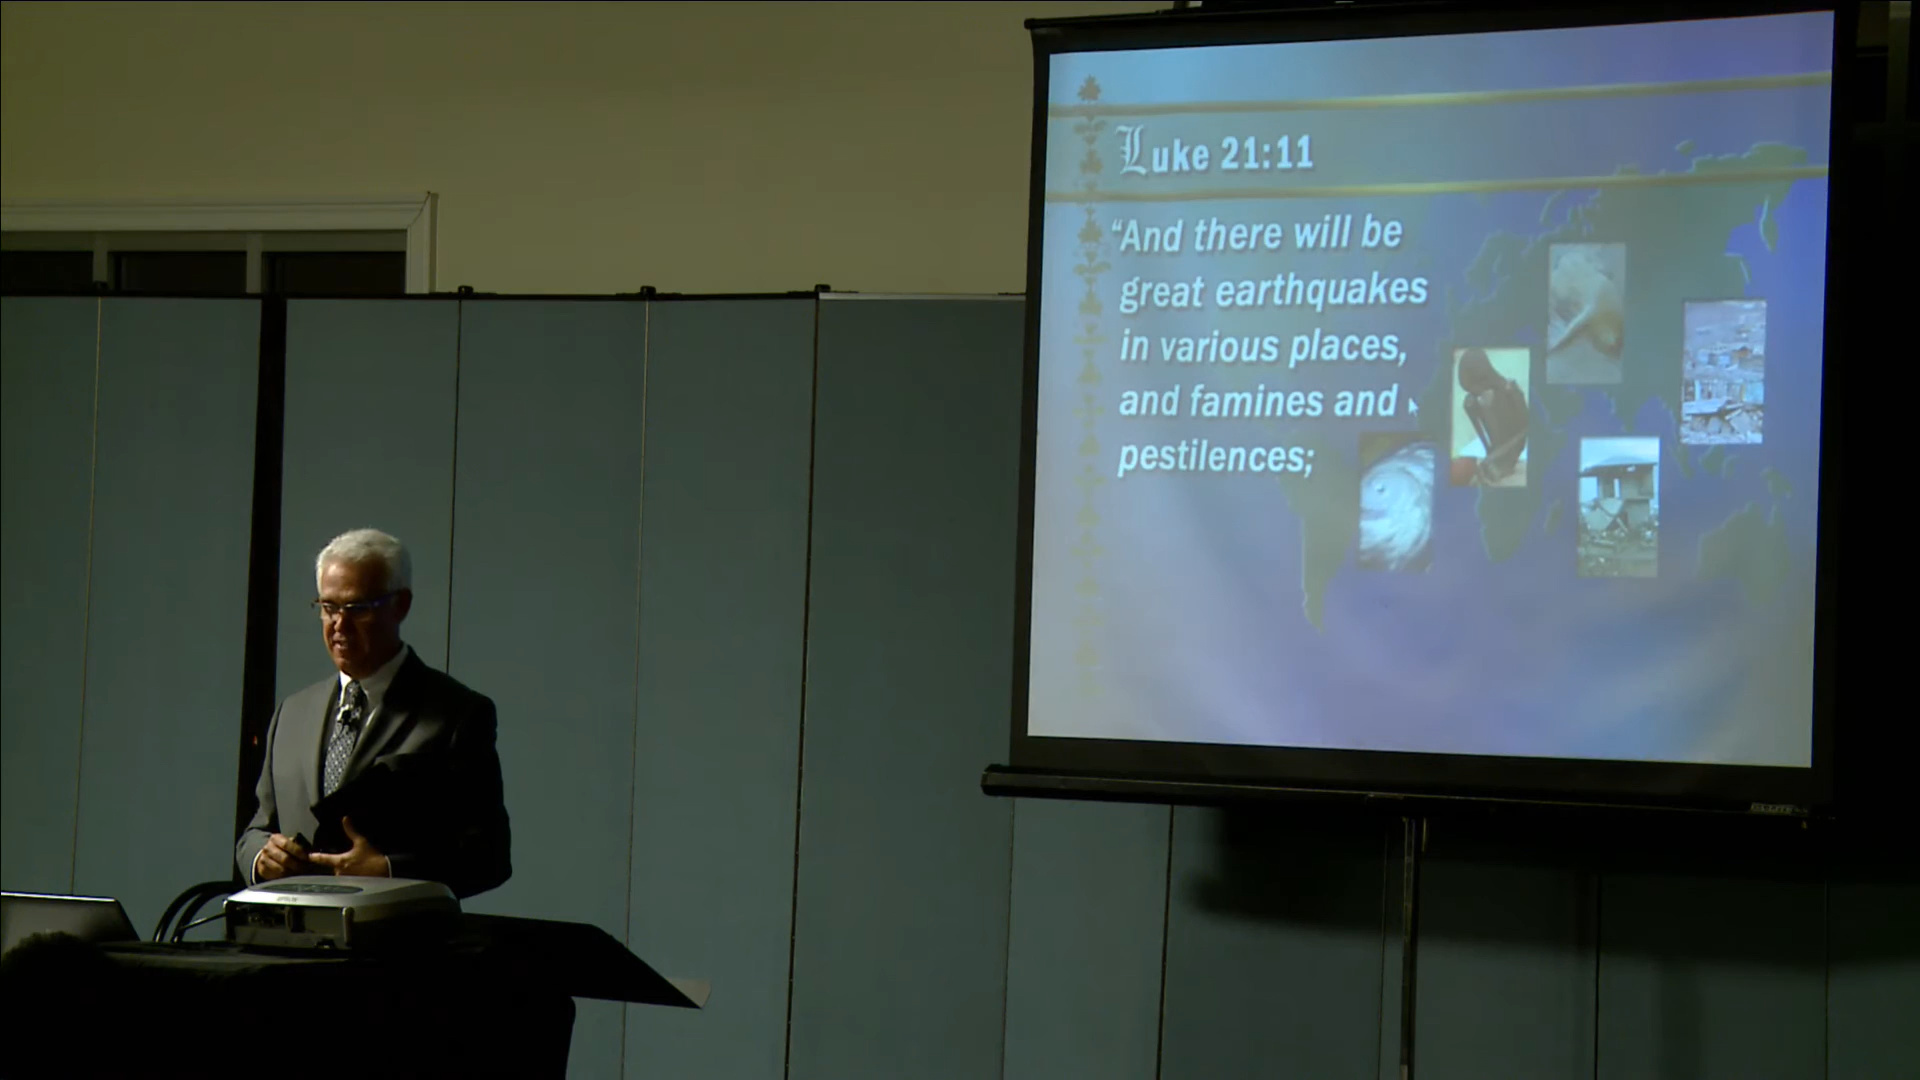 Luke 21:11
“And there will be
great earthquakes
in various places,
and famines and
pestilences;